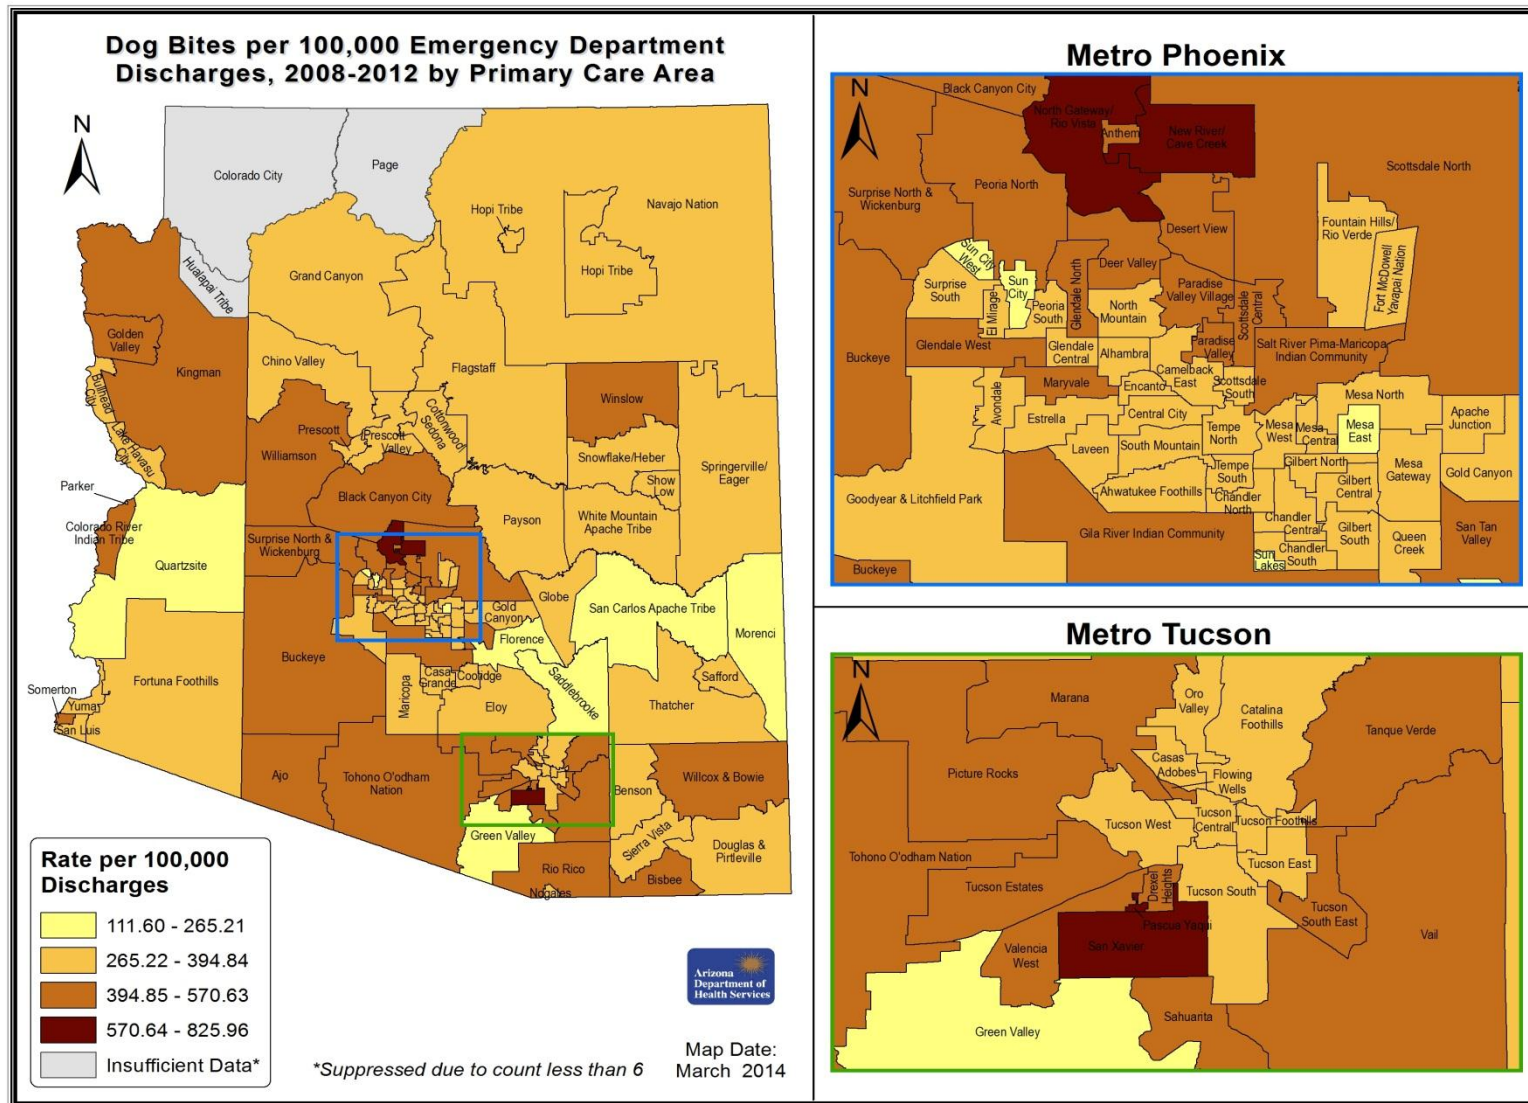 Dog Bites per 100,000 Emergency Department
Discharges, 2008-2012 by Primary Care Area
N
Colorado City
Page
Hualapai Tribe
Hopi Tribe
Navajo Nation
Hopi Tribe
Grand Canyon
Golden
Valley
Kingman
Chino Valley
Flagstaff
Bullhead
City
Lake Havasu
City
Cottonwood/
Sedona
Winslow
Prescott
Prescott
Valley
Williamson
Snowflake/Heber
Show
Low
Springerville/
Eager
Parker
Colorado River
Indian Tribe
Quartzsite
Black Canyon City
Payson
White Mountain
Apache Tribe
Surprise North &
Wickenburg
Globe
Gold
Canyon
San Carlos Apache Tribe
Morenci
Florence
Buckeye
Casa
Grande
Coolidge
Saddlebrooke
Safford
Maricopa
Eloy
Thatcher
Somerton
Yuma
San Luis
Fortuna Foothills
Ajo
Tohono O'odham
Nation
Willcox & Bowie
Benson
Green Valley
Sierra Vista
Douglas &
Pirtleville
Rio Rico
Nogales
Bisbee
Rate per 100,000
Discharges
111.60 - 265.21
265.22 - 394.84
394.85 - 570.63
570.64 - 825.96
Insufficient Data*
*Suppressed due to count less than 6
Arizona
Department of
Health Services
Map Date:
March 2014
Metro Phoenix
N
Black Canyon City
North Gateway/
Rio Vista
Anthem
New River/
Cave Creek
Scottsdale North
Surprise North &
Wickenburg
Peoria North
Fountain Hills/
Rio Verde
Fort McDowell
Yavapai Nation
Desert View
Sun City
West
Deer Valley
Sun
City
Surprise
South
El Mirage
Peoria
South
Glendale North
North
Mountain
Paradise
Valley Village
Scottsdale
Central
Buckeye
Glendale West
Glendale
Central
Alhambra
Paradise
Valley
Salt River Pima-Maricopa
Indian Community
Camelback
East
Maryvale
Encanto
Scottsdale
South
Avondale
Estrella
Central City
Mesa North
Tempe
North
Mesa
West
Mesa
Central
Mesa
East
Apache
Junction
Laveen
South Mountain
Gilbert North
Mesa
Gateway
Gold Canyon
Tempe
South
Goodyear & Litchfield Park
Ahwatukee Foothills
Chandler
North
Gilbert
Central
Chandler
Central
Gila River Indian Community
Gilbert
South
Queen
Creek
San Tan
Valley
Sun
Lakes
Chandler
South
Buckeye
Metro Tucson
N
Marana
Oro
Valley
Catalina
Foothills
Tanque Verde
Picture Rocks
Casas
Adobes
Flowing
Wells
Tucson West
Tucson
Central
Tucson Foothills
Tohono O'odham Nation
Tucson East
Tucson Estates
Drexel
Heights
Tucson South
Tucson
South East
Pascua Yaqui
San Xavier
Valencia
West
Vail
Sahuarita
Green Valley